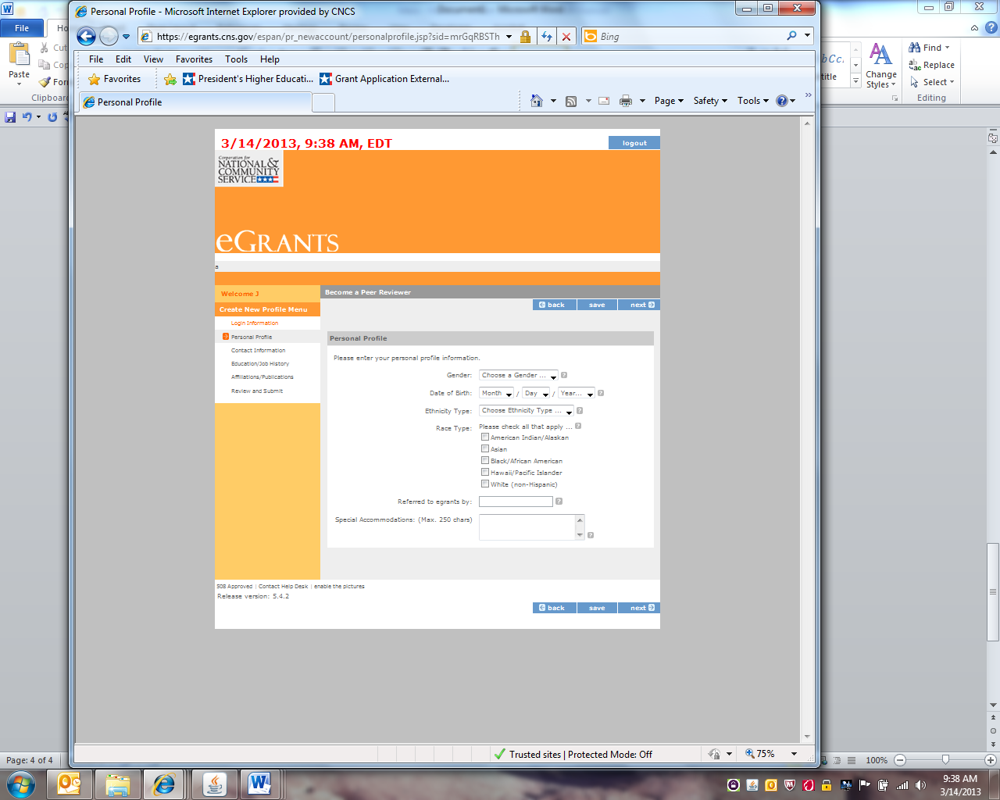 Personal Profile - Microsoft Internet Explorer provided by CNCS
https://egrants.cns.gov/espan/pr_newaccount/personalprofile.jsp?sid=mrGqRBSTh
Bing
File Edit View Favorites Tools Help
Favorites President's Higher Educati... Grant Application External...
Personal Profile
Page Safety Tools
File
Paste
Clipboard
Find
Replace
Select
Change Styles
Editing
3/14/2013, 9:38 AM, EDT
logout
Corporation for
NATIONAL &
COMMUNITY
SERVICE
eGRANTS
a
Welcome J
Become a Peer Reviewer
Create New Profile Menu
back save next
Login Information
Personal Profile
Contact Information
Education/Job History
Affiliations/Publications
Review and Submit
Personal Profile
Please enter your personal profile information.
Gender: Choose a Gender ...
Date of Birth: Month / Day / Year...
Ethnicity Type: Choose Ethnicity Type ...
Race Type: Please check all that apply ...
American Indian/Alaskan
Asian
Black/African American
Hawaii/Pacific Islander
White (non-Hispanic)
Referred to egrants by:
Special Accommodations: (Max. 250 chars)
508 Approved | Contact Help Desk | enable the pictures
Release version: 5.4.2
back save next
Trusted sites | Protected Mode: Off
75%
Page: 4 of 4
100%
9:38 AM
3/14/2013